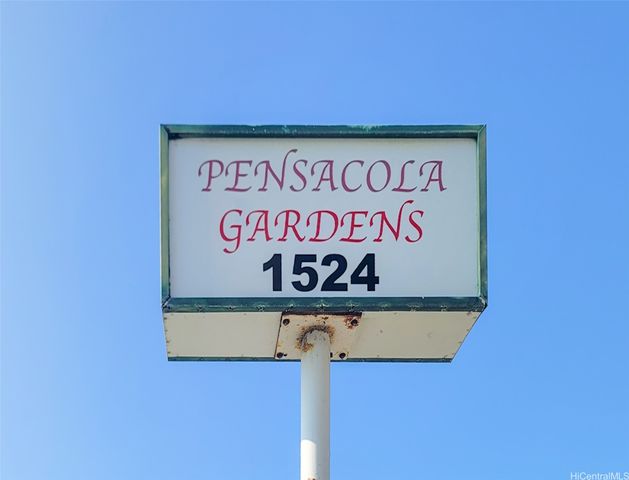 PENSACOLA
GARDENS
1524
HiCentralMLS